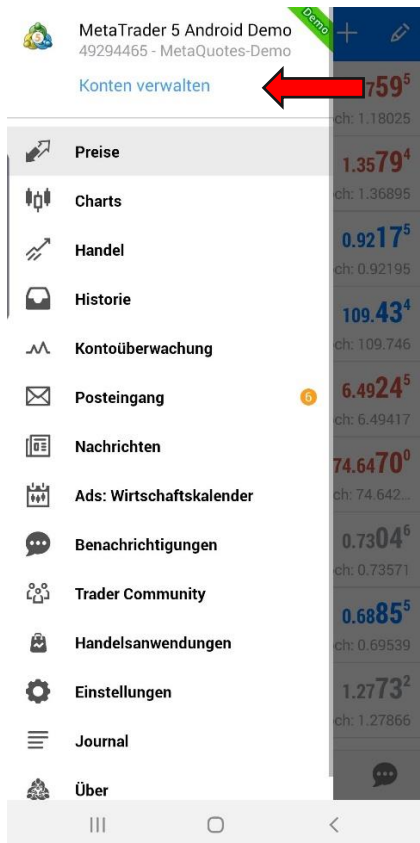 MetaTrader 5 Android Demo
Demo
49294465 - MetaQuotes-Demo
Konten verwalten
759⁵
ch: 1.18025
Preise
1.3579⁴
ch: 1.36895
Charts
Handel
0.9217⁵
ch: 0.92195
Historie
109.43⁴
ch: 109.746
Kontoüberwachung
Posteingang
6
6.4924⁵
ch: 6.49417
Nachrichten
74.6470⁰
ch: 74.642...
Ads: Wirtschaftskalender
Benachrichtigungen
0.7304⁶
ch: 0.73571
Trader Community
0.6885⁵
ch: 0.69539
Handelsanwendungen
Einstellungen
1.2773²
ch: 1.27866
Journal
Über